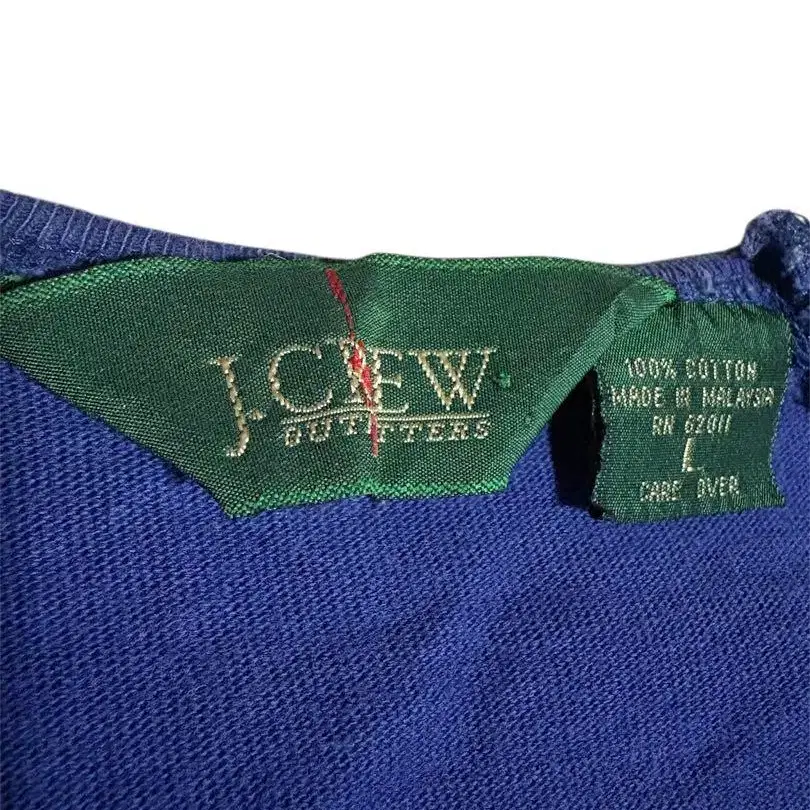 J.CREW
OUTFITTERS
100% COTTON
MADE IN MALAYSIA
RN 62011
L
CARE OVER